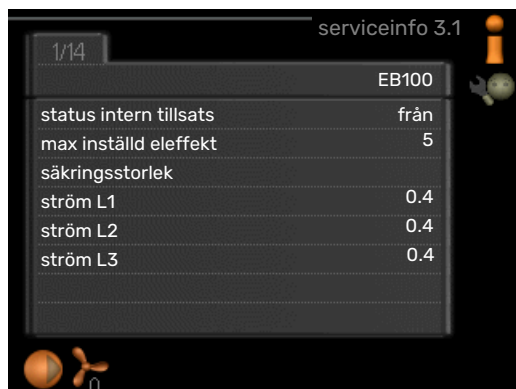 serviceinfo 3.1
1/14
EB100
status intern tillsats från
max inställd eleffekt 5
säkringsstorlek
ström L1 0.4
ström L2 0.4
ström L3 0.4